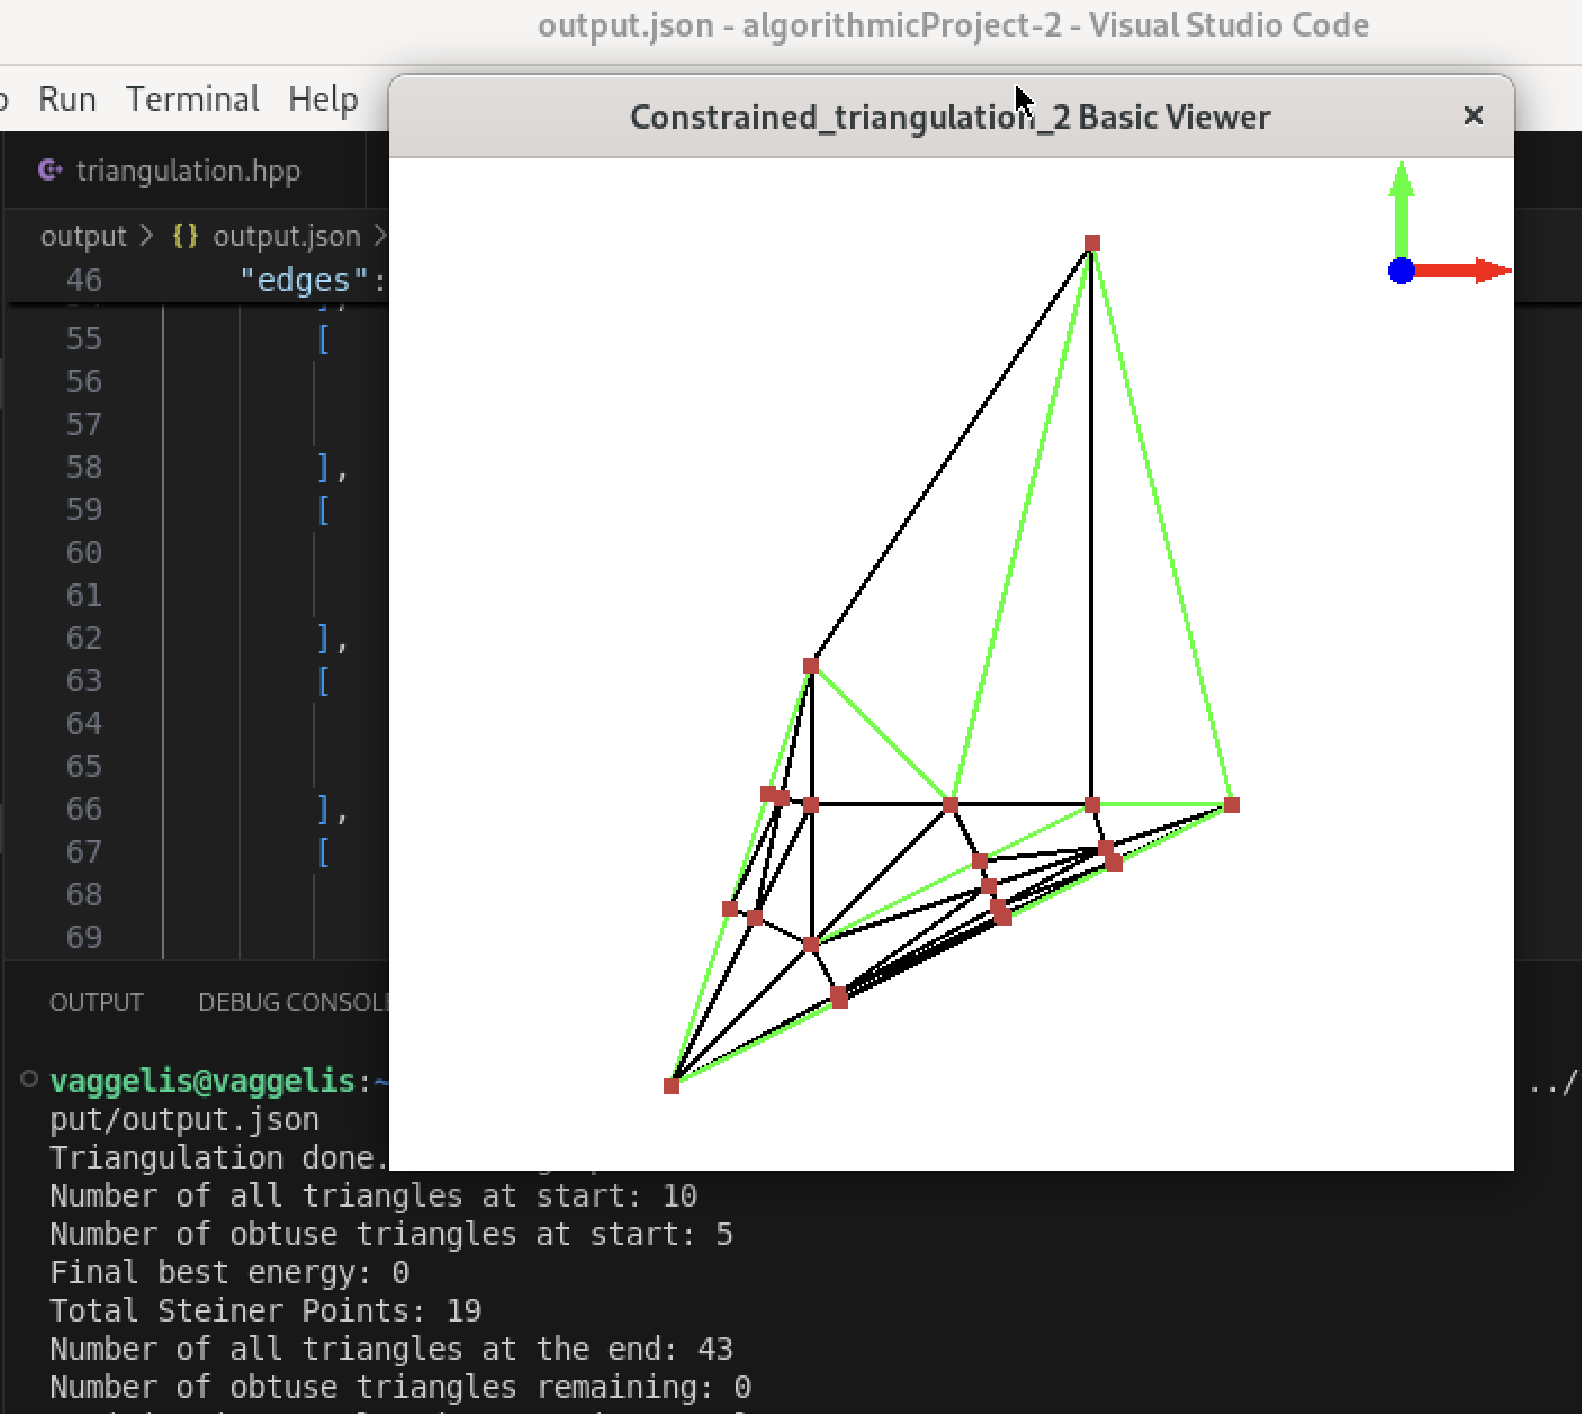 output.json - algorithmicProject-2 - Visual Studio Code
Run Terminal Help
Constrained_triangulation_2 Basic Viewer
triangulation.hpp
output > {} output.json >
46 "edges":
],
55 [
56
57
58 ],
59 [
60
61
62 ],
63 [
64
65
66 ],
67 [
68
69
OUTPUT DEBUG CONSOLE
vaggelis@vaggelis:~ ../
put/output.json
Triangulation done.
Number of all triangles at start: 10
Number of obtuse triangles at start: 5
Final best energy: 0
Total Steiner Points: 19
Number of all triangles at the end: 43
Number of obtuse triangles remaining: 0